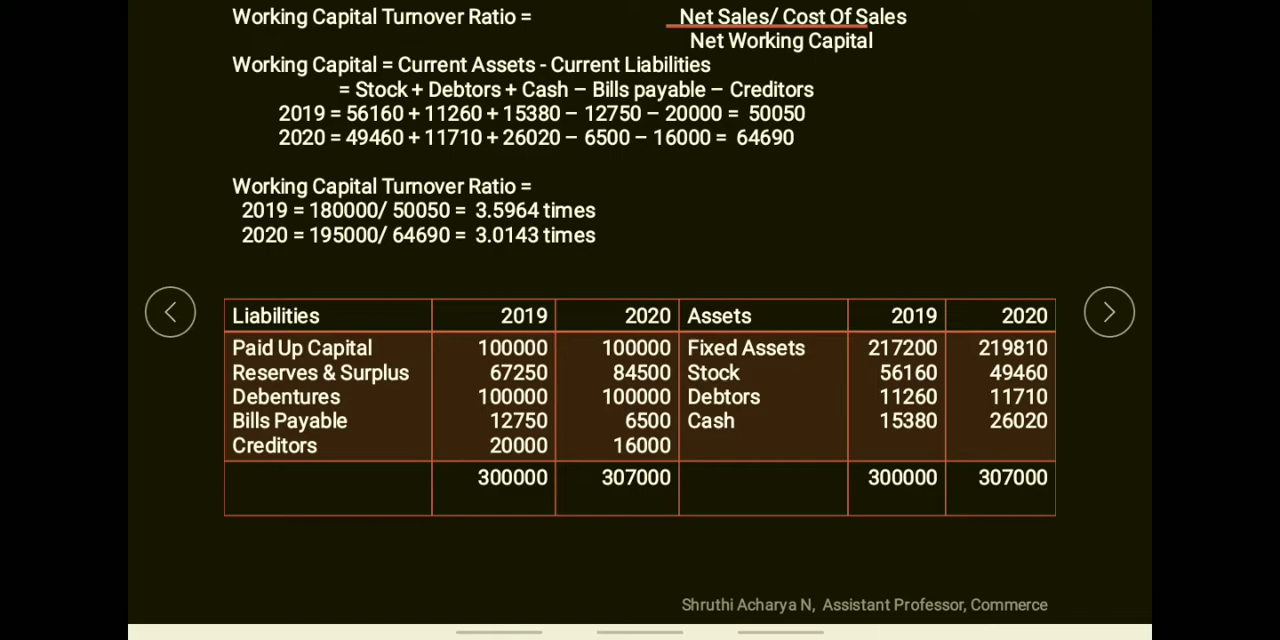 Working Capital Turnover Ratio = Net Sales/ Cost Of Sales
Net Working Capital
Working Capital = Current Assets - Current Liabilities
= Stock + Debtors + Cash – Bills payable – Creditors
2019 = 56160 + 11260 + 15380 – 12750 – 20000 = 50050
2020 = 49460 + 11710 + 26020 – 6500 – 16000 = 64690
Working Capital Turnover Ratio =
2019 = 180000/ 50050 = 3.5964 times
2020 = 195000/ 64690 = 3.0143 times
Liabilities 2019 2020 Assets 2019 2020
Paid Up Capital 100000 100000 Fixed Assets 217200 219810
Reserves & Surplus 67250 84500 Stock 56160 49460
Debentures 100000 100000 Debtors 11260 11710
Bills Payable 12750 6500 Cash 15380 26020
Creditors 20000 16000
300000 307000 300000 307000
Shruthi Acharya N, Assistant Professor, Commerce